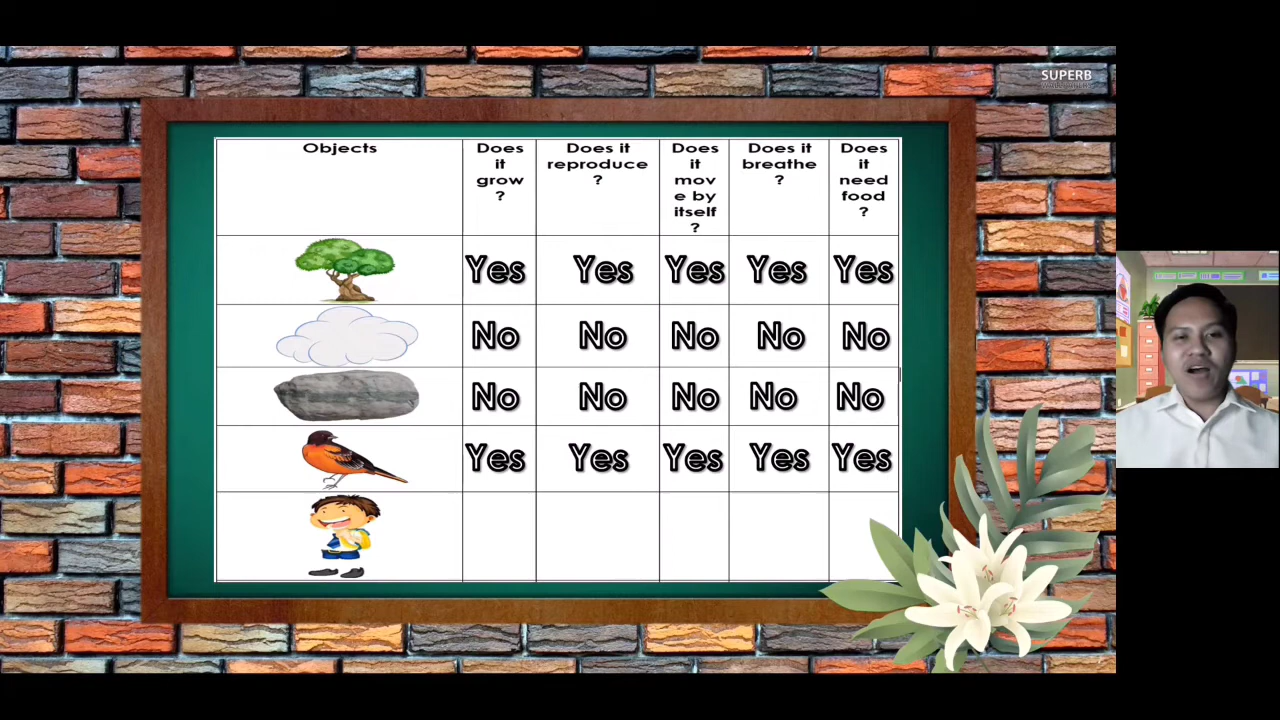 SUPERB
WALLPAPERS
Objects
Does
it
grow
?
Does it
reproduce
?
Does
it
mov
e by
itself
?
Does it
breathe
?
Does
it
need
food
?
Yes Yes Yes Yes Yes
No No No No No
No No No No No
Yes Yes Yes Yes Yes